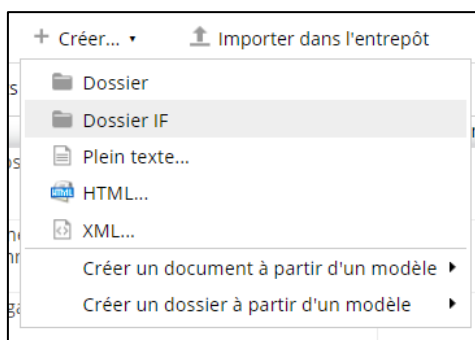 + Créer... Importer dans l'entrepôt
Dossier
Dossier IF
Plein texte...
HTML...
XML...
Créer un document à partir d'un modèle
Créer un dossier à partir d'un modèle